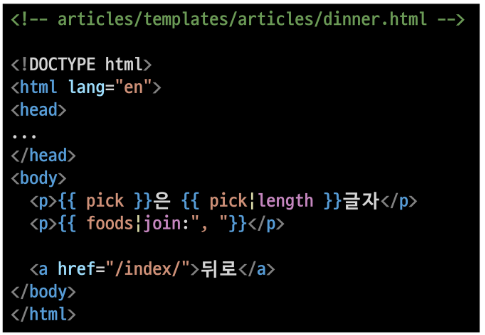 <!-- articles/templates/articles/dinner.html -->
<!DOCTYPE html>
<html lang="en">
<head>
...
</head>
<body>
  <p>{{ pick }}은 {{ pick|length }}글자</p>
  <p>{{ foods|join:", "}}</p>
  <a href="/index/">뒤로</a>
</body>
</html>